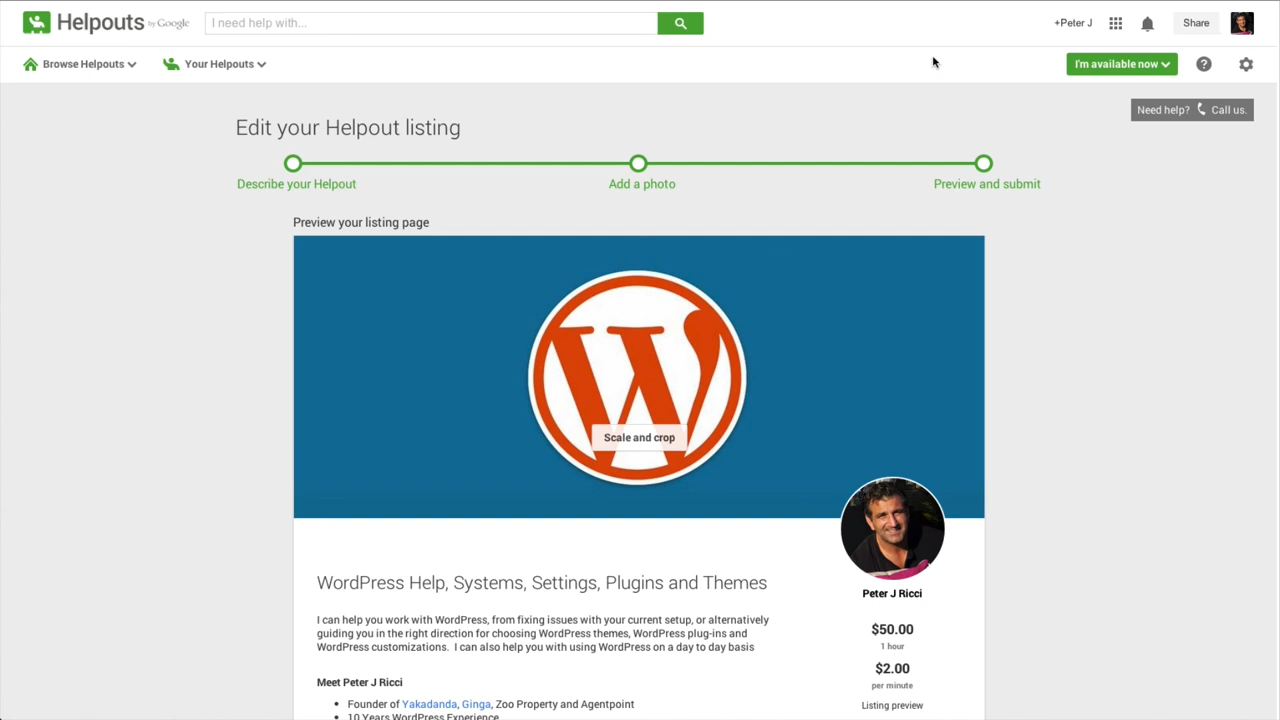 Helpouts by Google
I need help with...
+Peter J
Share
Browse Helpouts
Your Helpouts
I'm available now
Need help? Call us.
Edit your Helpout listing
Describe your Helpout
Add a photo
Preview and submit
Preview your listing page
Scale and crop
WordPress Help, Systems, Settings, Plugins and Themes
I can help you work with WordPress, from fixing issues with your current setup, or alternatively
guiding you in the right direction for choosing WordPress themes, WordPress plug-ins and
WordPress customizations. I can also help you with using WordPress on a day to day basis
Meet Peter J Ricci
• Founder of Yakadanda, Ginga, Zoo Property and Agentpoint
• 10 Years WordPress Experience
Peter J Ricci
$50.00
1 hour
$2.00
per minute
Listing preview